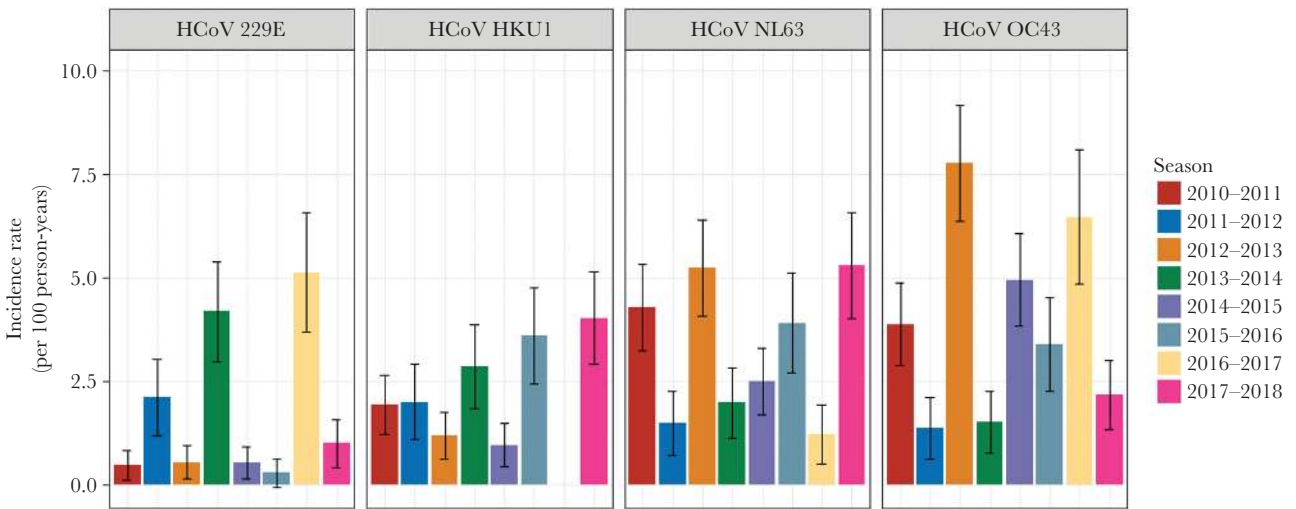 HCoV 229E
HCoV HKU1
HCoV NL63
HCoV OC43
Incidence rate
(per 100 person-years)
10.0
7.5
5.0
2.5
0.0
Season
2010–2011
2011–2012
2012–2013
2013–2014
2014–2015
2015–2016
2016–2017
2017–2018